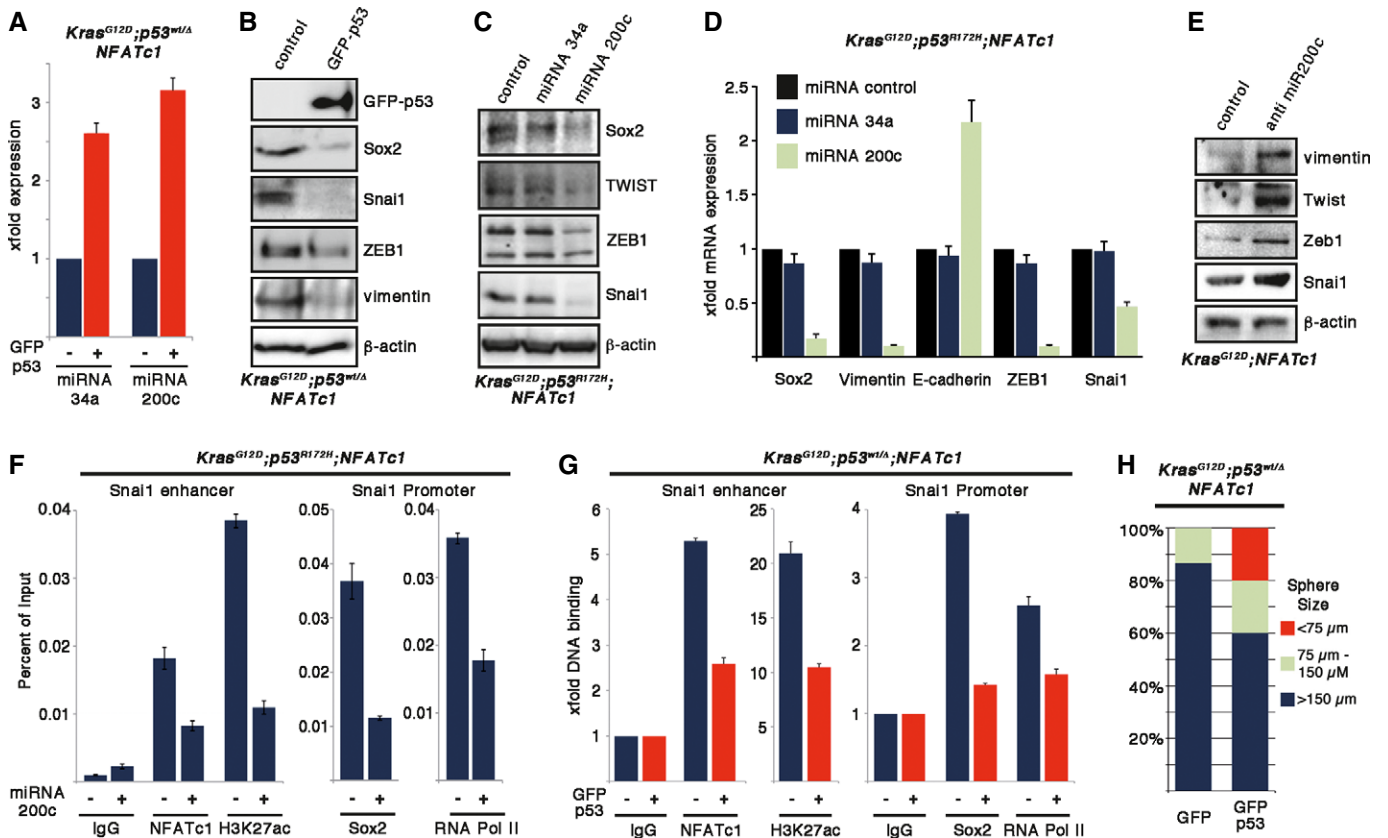 A
Kras^G12D;p53^wt/Δ
NFATc1
xfold expression
3
2
1
GFP
p53
- + - +
miRNA
34a
miRNA
200c
B
control
GFP-p53
GFP-p53
Sox2
Snai1
ZEB1
vimentin
β-actin
Kras^G12D;p53^wt/Δ
NFATc1
C
control
miRNA 34a
miRNA 200c
Sox2
TWIST
ZEB1
Snai1
β-actin
Kras^G12D;p53^R172H;
NFATc1
D
Kras^G12D;p53^R172H;NFATc1
xfold mRNA expression
2.5
2
1.5
1
0.5
miRNA control
miRNA 34a
miRNA 200c
Sox2 Vimentin E-cadherin ZEB1 Snai1
E
control
anti miR200c
vimentin
Twist
Zeb1
Snai1
β-actin
Kras^G12D;NFATc1
F
Kras^G12D;p53^R172H;NFATc1
Snai1 enhancer
Snai1 Promoter
Percent of Input
0.04
0.03
0.02
0.01
0.05
0.04
0.03
0.02
0.01
0.04
0.03
0.02
0.01
miRNA
200c
- + - + - + - + - +
IgG NFATc1 H3K27ac Sox2 RNA Pol II
G
Kras^G12D;p53^wt/Δ;NFATc1
Snai1 enhancer
Snai1 Promoter
xfold DNA binding
6
5
4
3
2
1
25
20
15
10
5
4
3
2
1
GFP
p53
- + - + - + - + - + - +
IgG NFATc1 H3K27ac IgG Sox2 RNA Pol II
H
Kras^G12D;p53^wt/Δ
NFATc1
100%
80%
60%
40%
20%
GFP
GFP
p53
Sphere
Size
<75 µm
75 µm -
150 µM
>150 µm